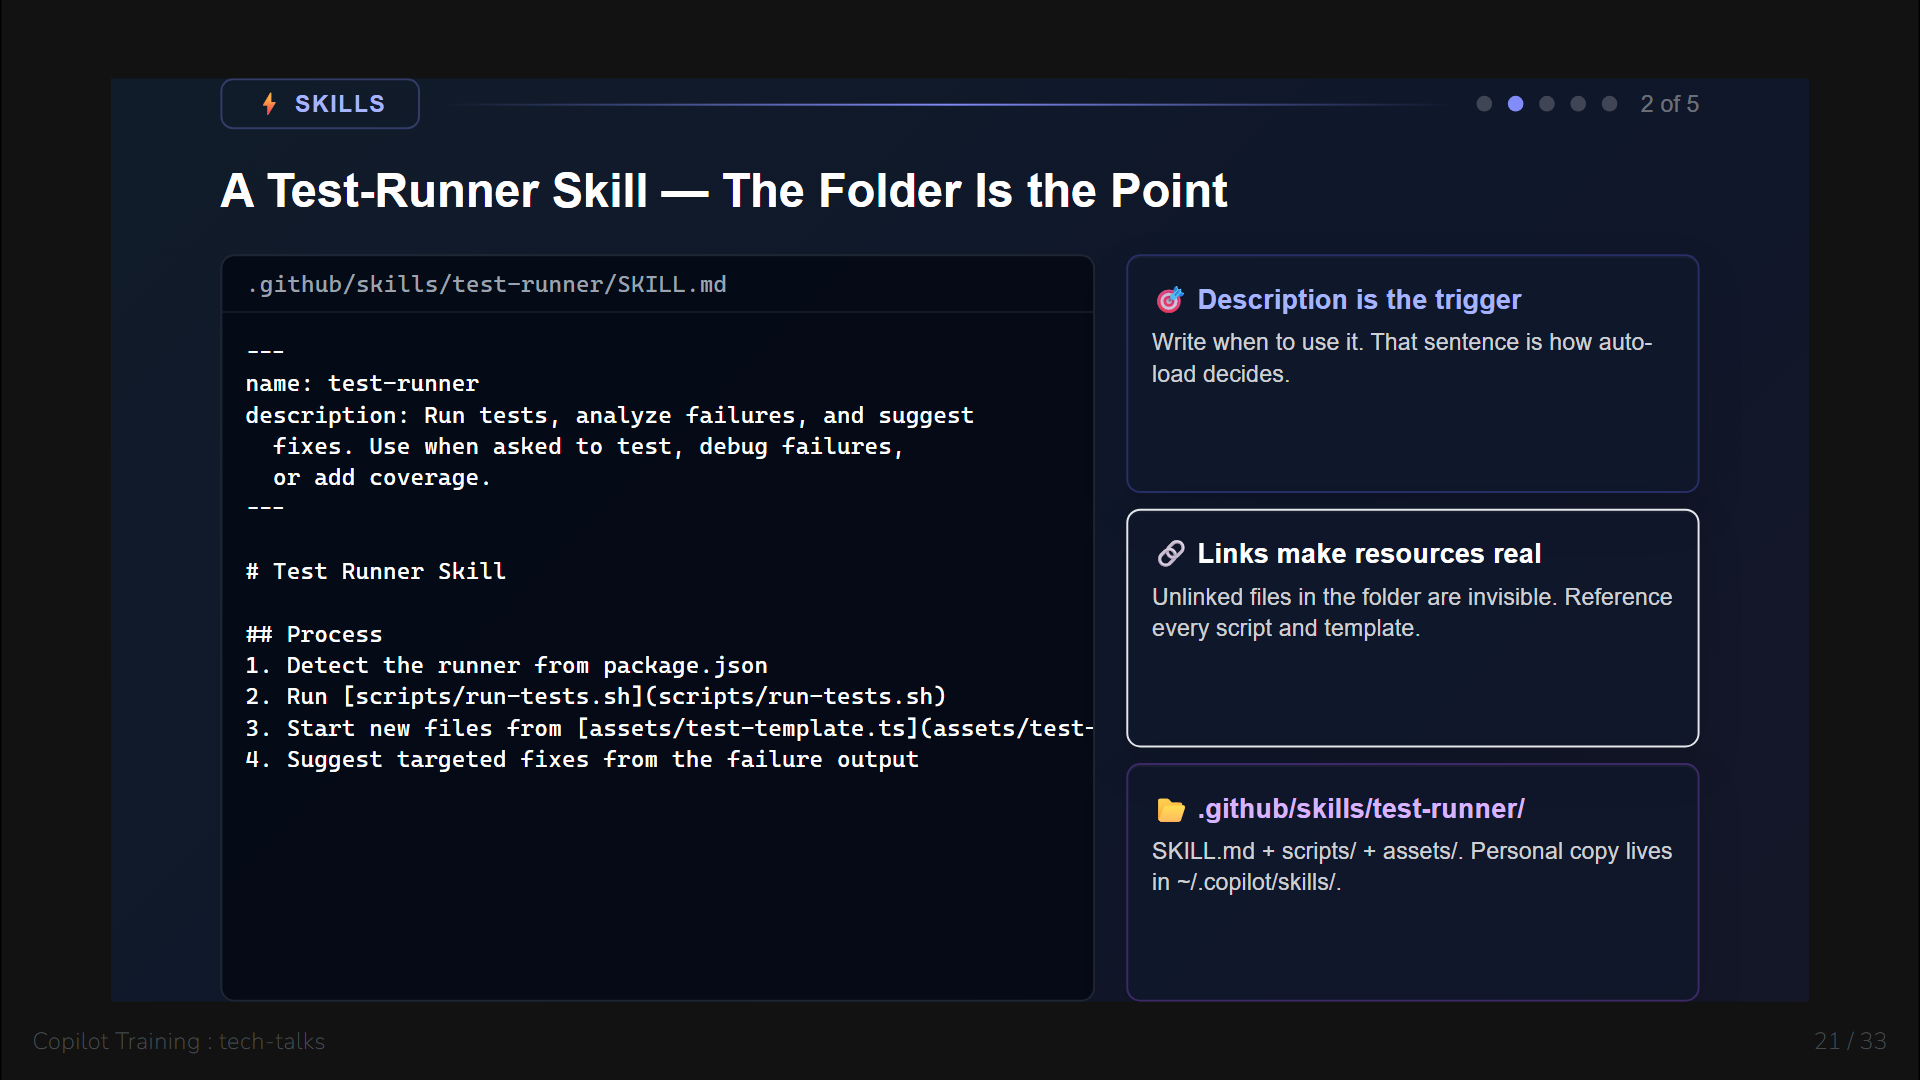 ⚡ SKILLS
2 of 5
A Test-Runner Skill — The Folder Is the Point
.github/skills/test-runner/SKILL.md
---
name: test-runner
description: Run tests, analyze failures, and suggest
  fixes. Use when asked to test, debug failures,
  or add coverage.
---
# Test Runner Skill
## Process
1. Detect the runner from package.json
2. Run [scripts/run-tests.sh](scripts/run-tests.sh)
3. Start new files from [assets/test-template.ts](assets/test-
4. Suggest targeted fixes from the failure output
🎯 Description is the trigger
Write when to use it. That sentence is how auto-
load decides.
🔗 Links make resources real
Unlinked files in the folder are invisible. Reference
every script and template.
📂 .github/skills/test-runner/
SKILL.md + scripts/ + assets/. Personal copy lives
in ~/.copilot/skills/.
Copilot Training : tech-talks
21 / 33